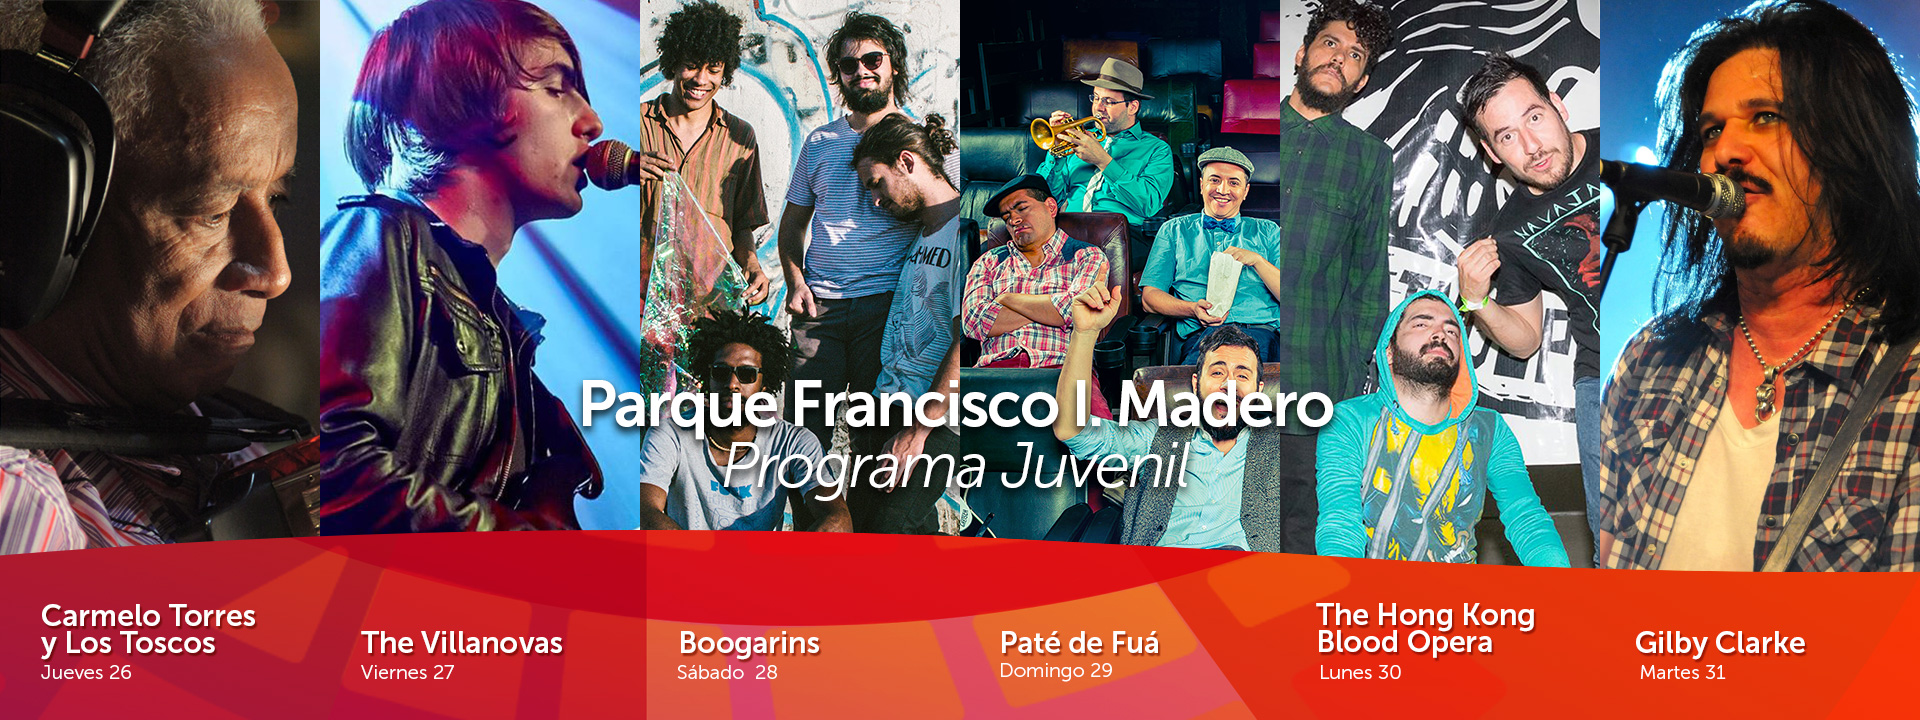 Parque Francisco I. Madero
Programa Juvenil
Carmelo Torres
y Los Toscos
Jueves 26
The Villanovas
Viernes 27
Boogarins
Sábado 28
Paté de Fuá
Domingo 29
The Hong Kong
Blood Opera
Lunes 30
Gilby Clarke
Martes 31